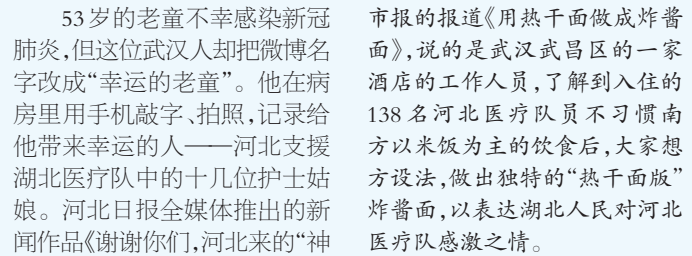 53岁的老童不幸感染新冠
肺炎，但这位武汉人却把微博名
字改成“幸运的老童”。他在病
房里用手机敲字、拍照，记录给
他带来幸运的人——河北支援
湖北医疗队中的十几位护士姑
娘。河北日报全媒体推出的新
闻作品《谢谢你们，河北来的“神
市报的报道《用热干面做成炸酱
面》，说的是武汉武昌区的一家
酒店的工作人员，了解到入住的
138名河北医疗队员不习惯南
方以米饭为主的饮食后，大家想
方设法，做出独特的“热干面版”
炸酱面，以表达湖北人民对河北
医疗队感激之情。